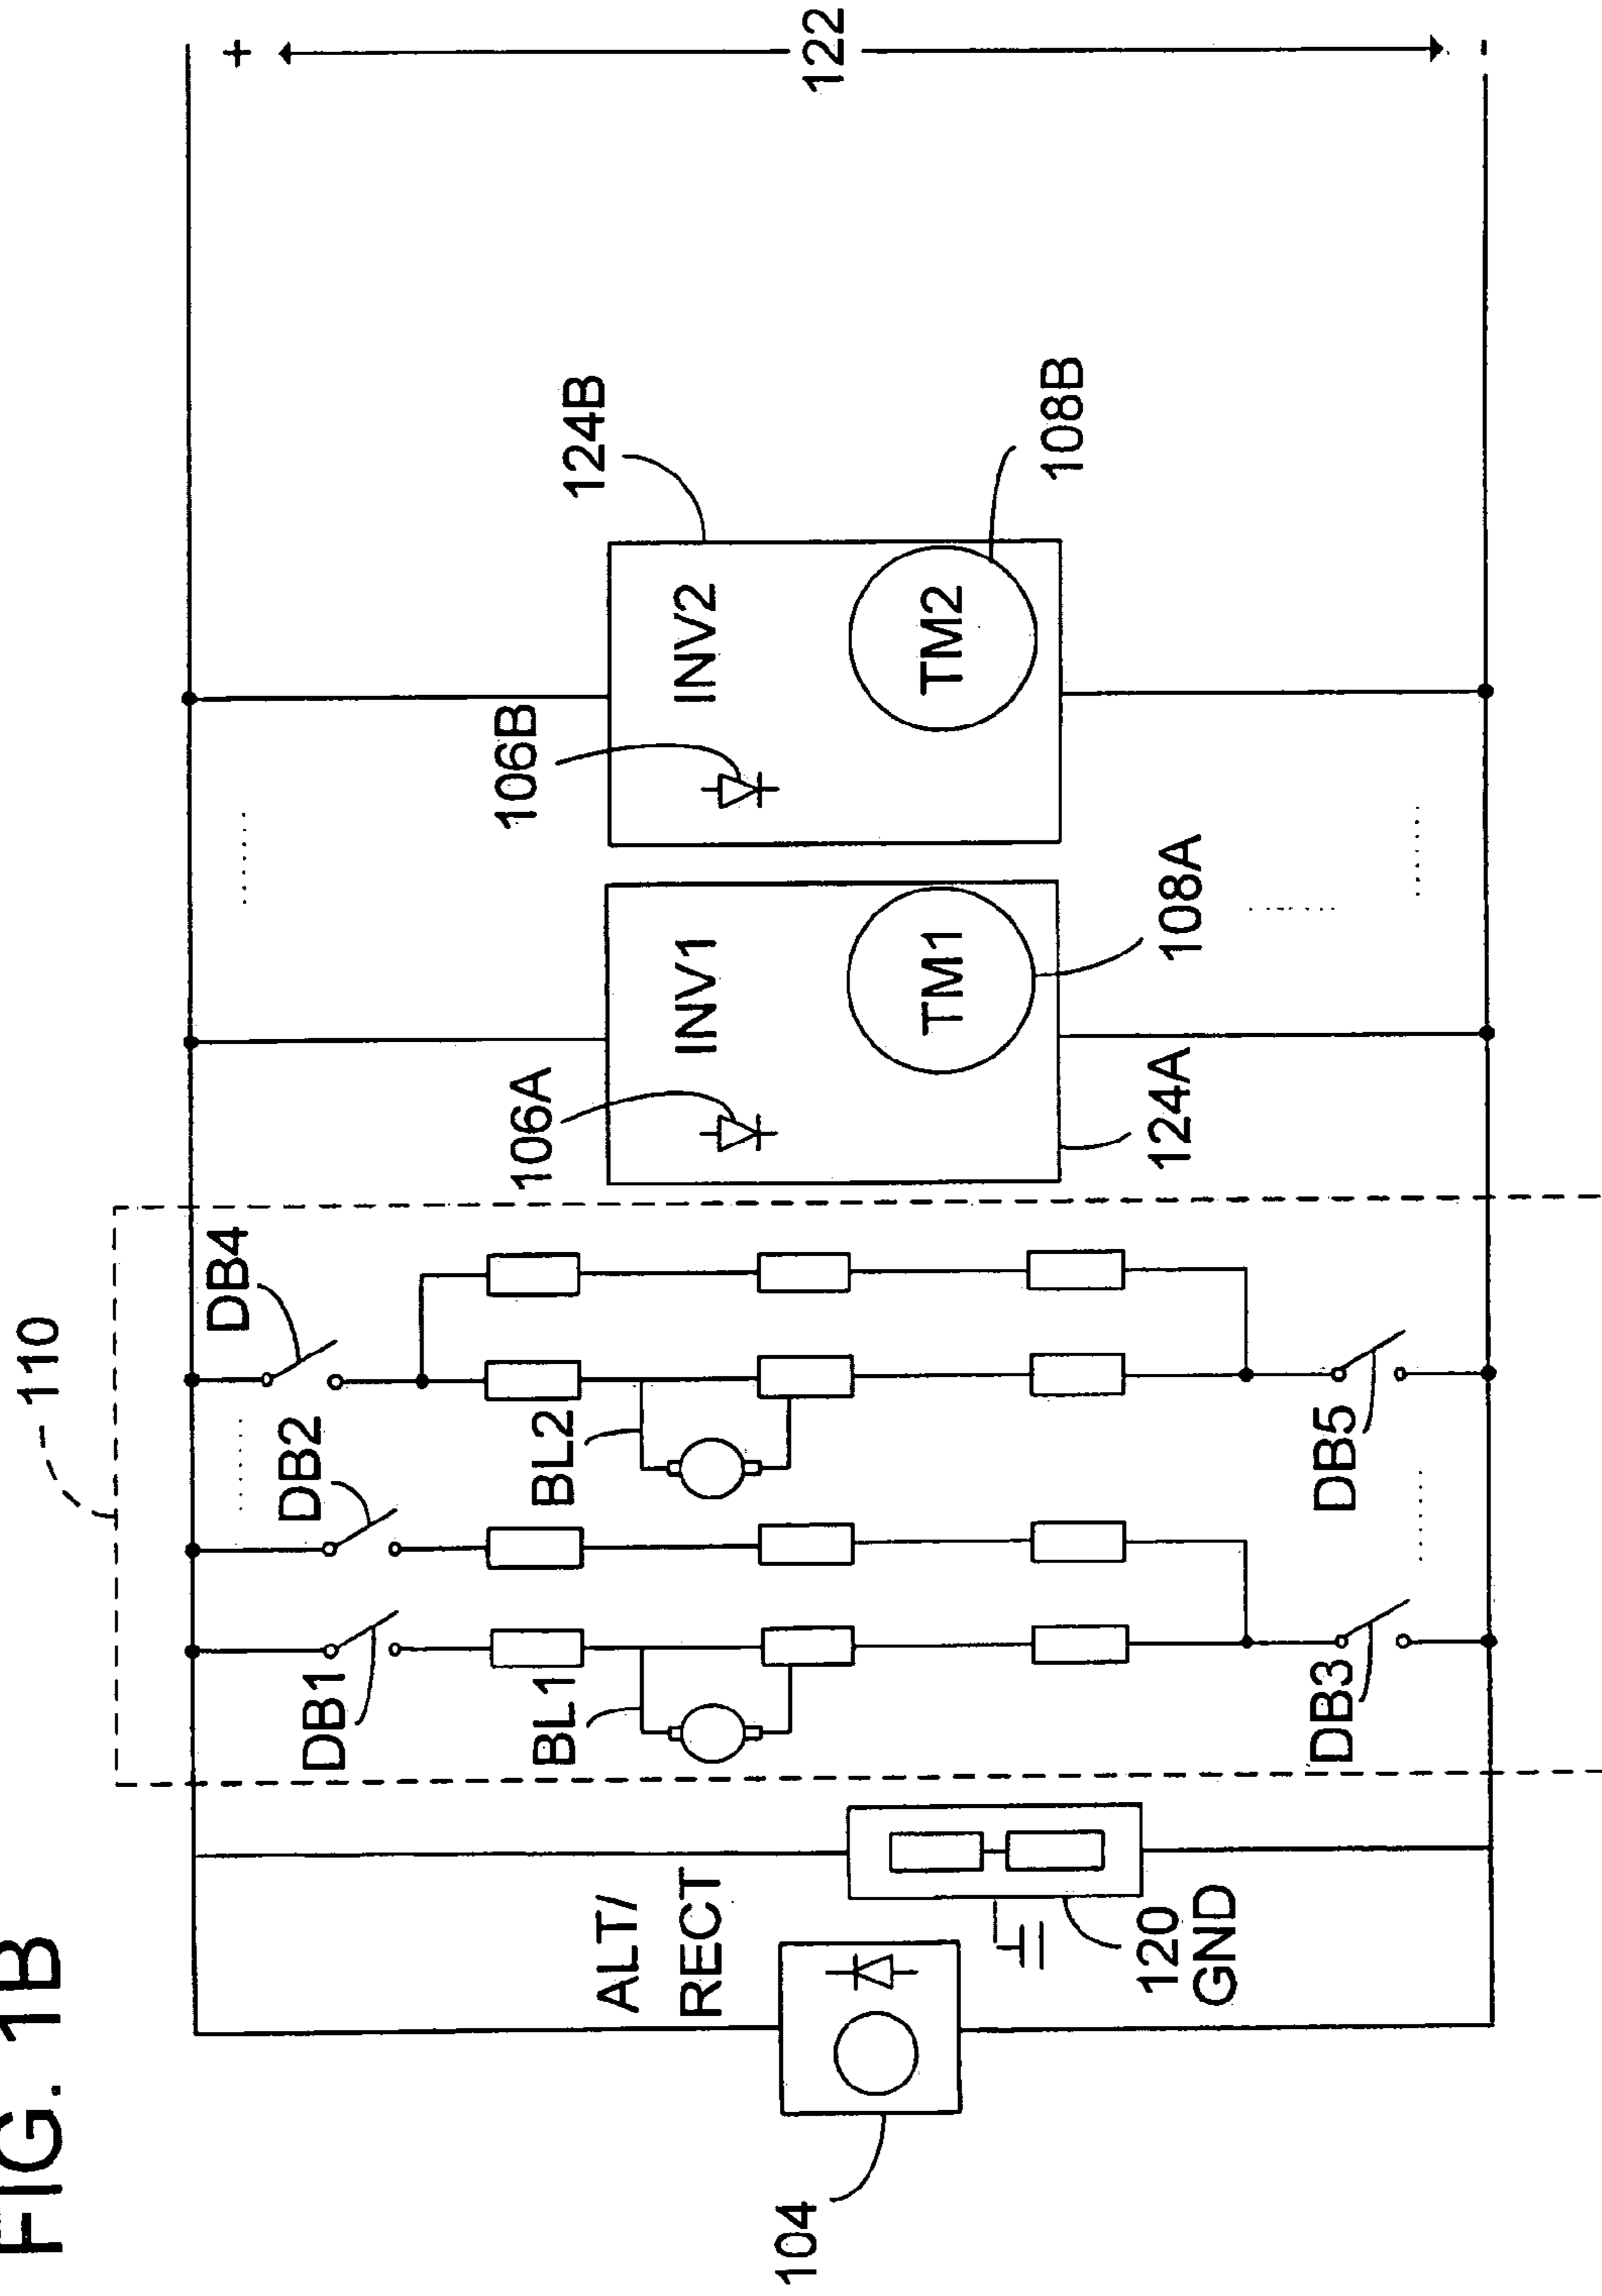 FIG. 1B
110
DB4
DB2
DB1
BL2
BL1
DB5
DB3
ALT/
RECT
104
120
GND
106A
INV1
TM1
108A
124A
106B
INV2
TM2
108B
124B
+
122
-